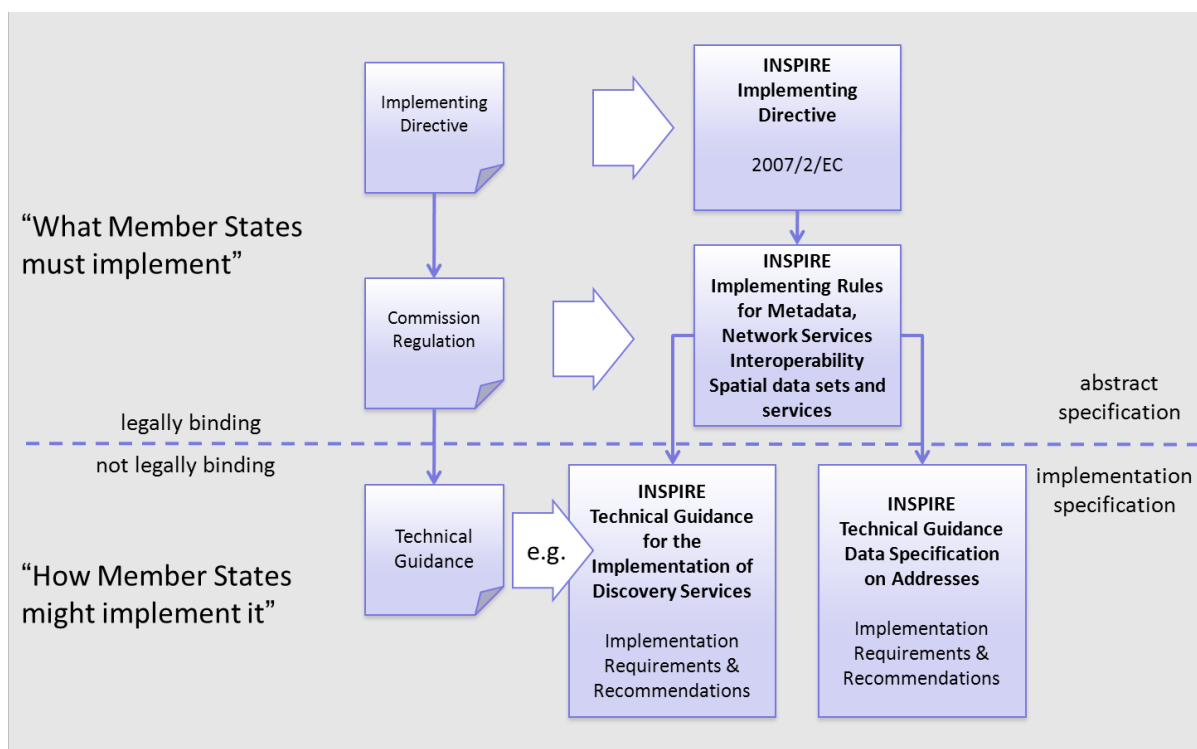 Implementing
Directive
INSPIRE
Implementing
Directive
2007/2/EC
“What Member States
must implement”
Commission
Regulation
INSPIRE
Implementing Rules
for Metadata,
Network Services
Interoperability
Spatial data sets and
services
abstract
specification
legally binding
not legally binding
implementation
specification
“How Member States
might implement it”
Technical
Guidance
e.g.
INSPIRE
Technical Guidance
for the
Implementation of
Discovery Services
Implementation
Requirements &
Recommendations
INSPIRE
Technical Guidance
Data Specification
on Addresses
Implementation
Requirements &
Recommendations